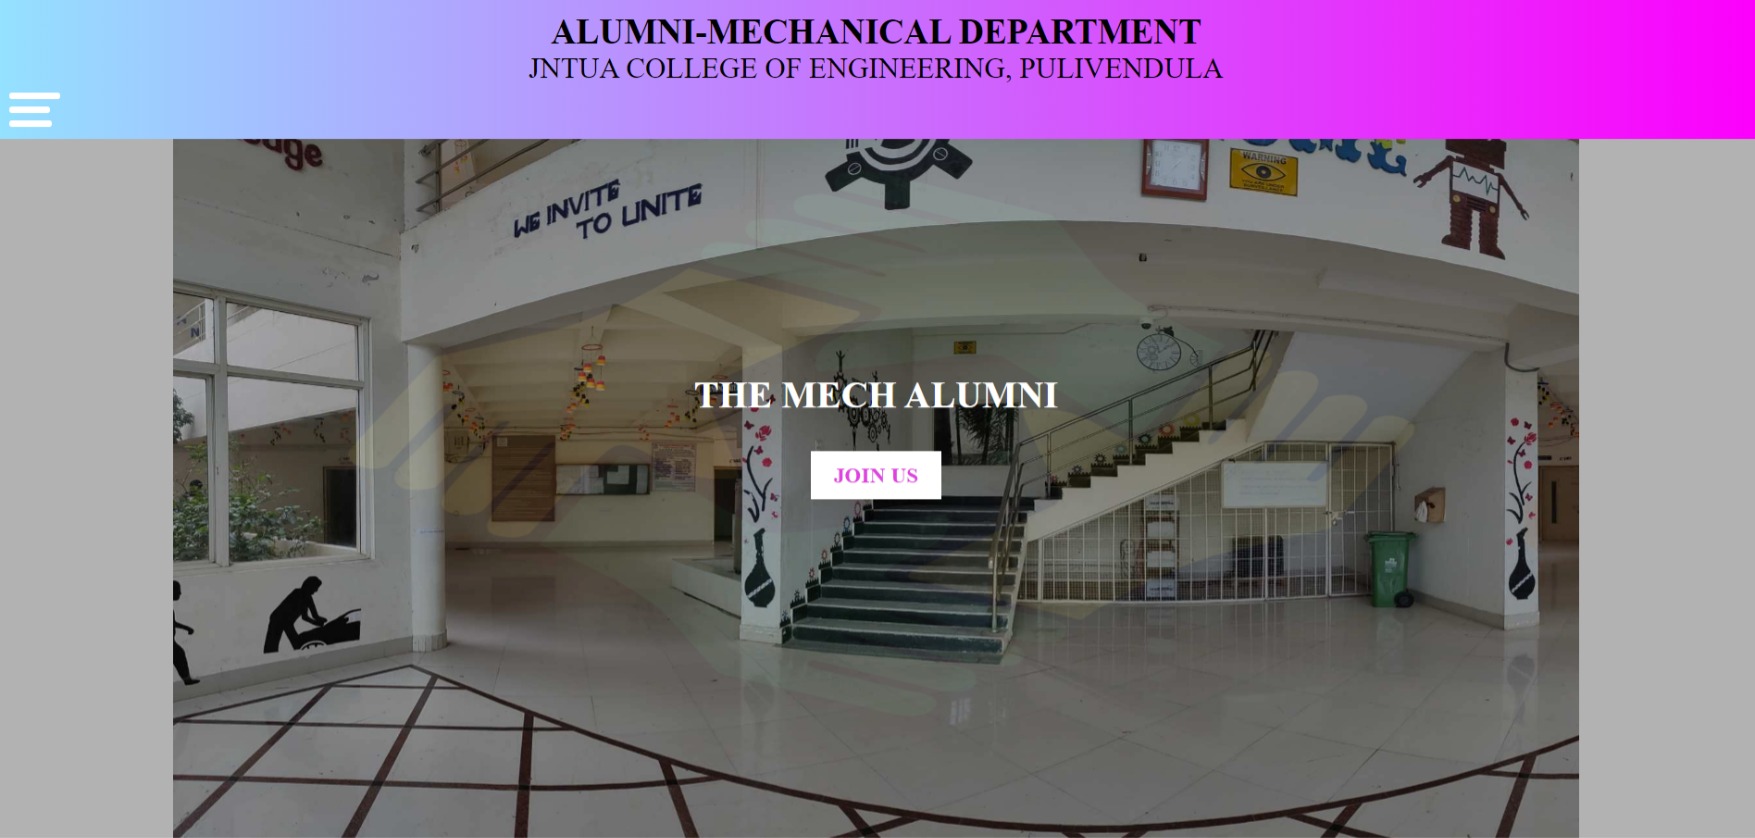 ALUMNI-MECHANICAL DEPARTMENT
JNTUA COLLEGE OF ENGINEERING, PULIVENDULA
WE INVITE
TO UNITE
WARNING
THE MECH ALUMNI
JOIN US